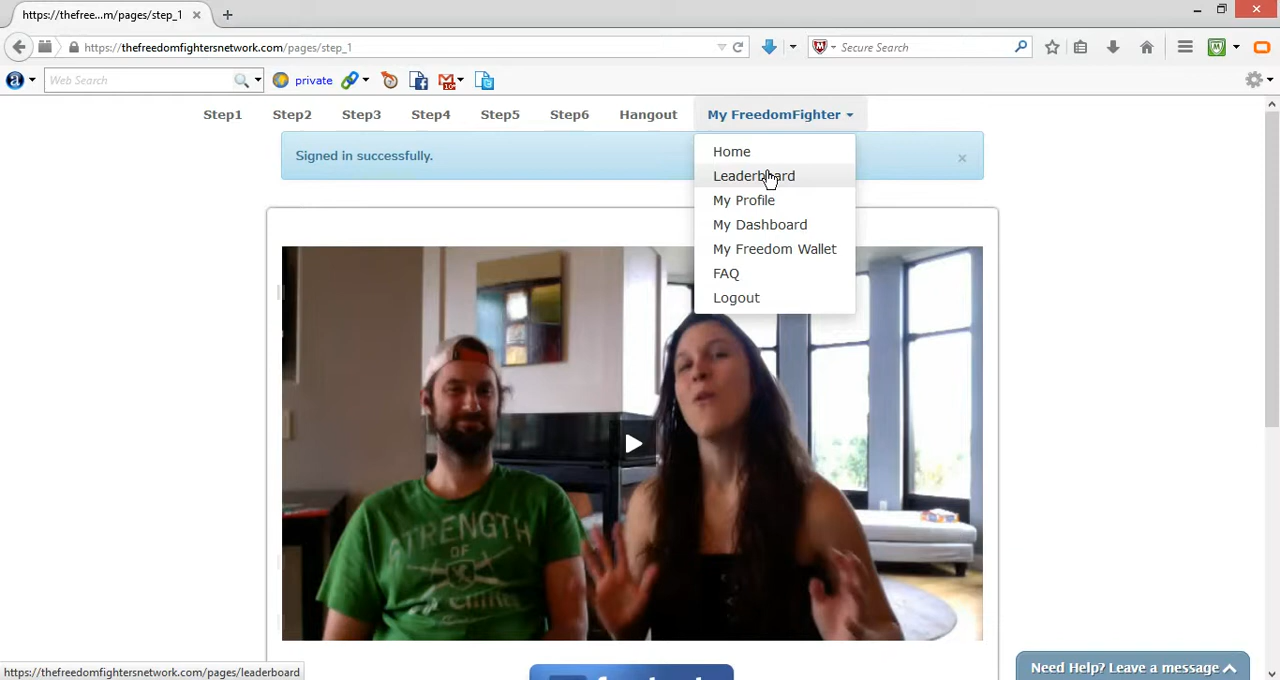 https://thefree...m/pages/step_1
https://thefreedomfightersnetwork.com/pages/step_1
Secure Search
Web Search
private
Step1 Step2 Step3 Step4 Step5 Step6 Hangout My FreedomFighter
Signed in successfully.
Home
Leaderboard
My Profile
My Dashboard
My Freedom Wallet
FAQ
Logout
STRENGTH
OF
https://thefreedomfightersnetwork.com/pages/leaderboard
Need Help? Leave a message